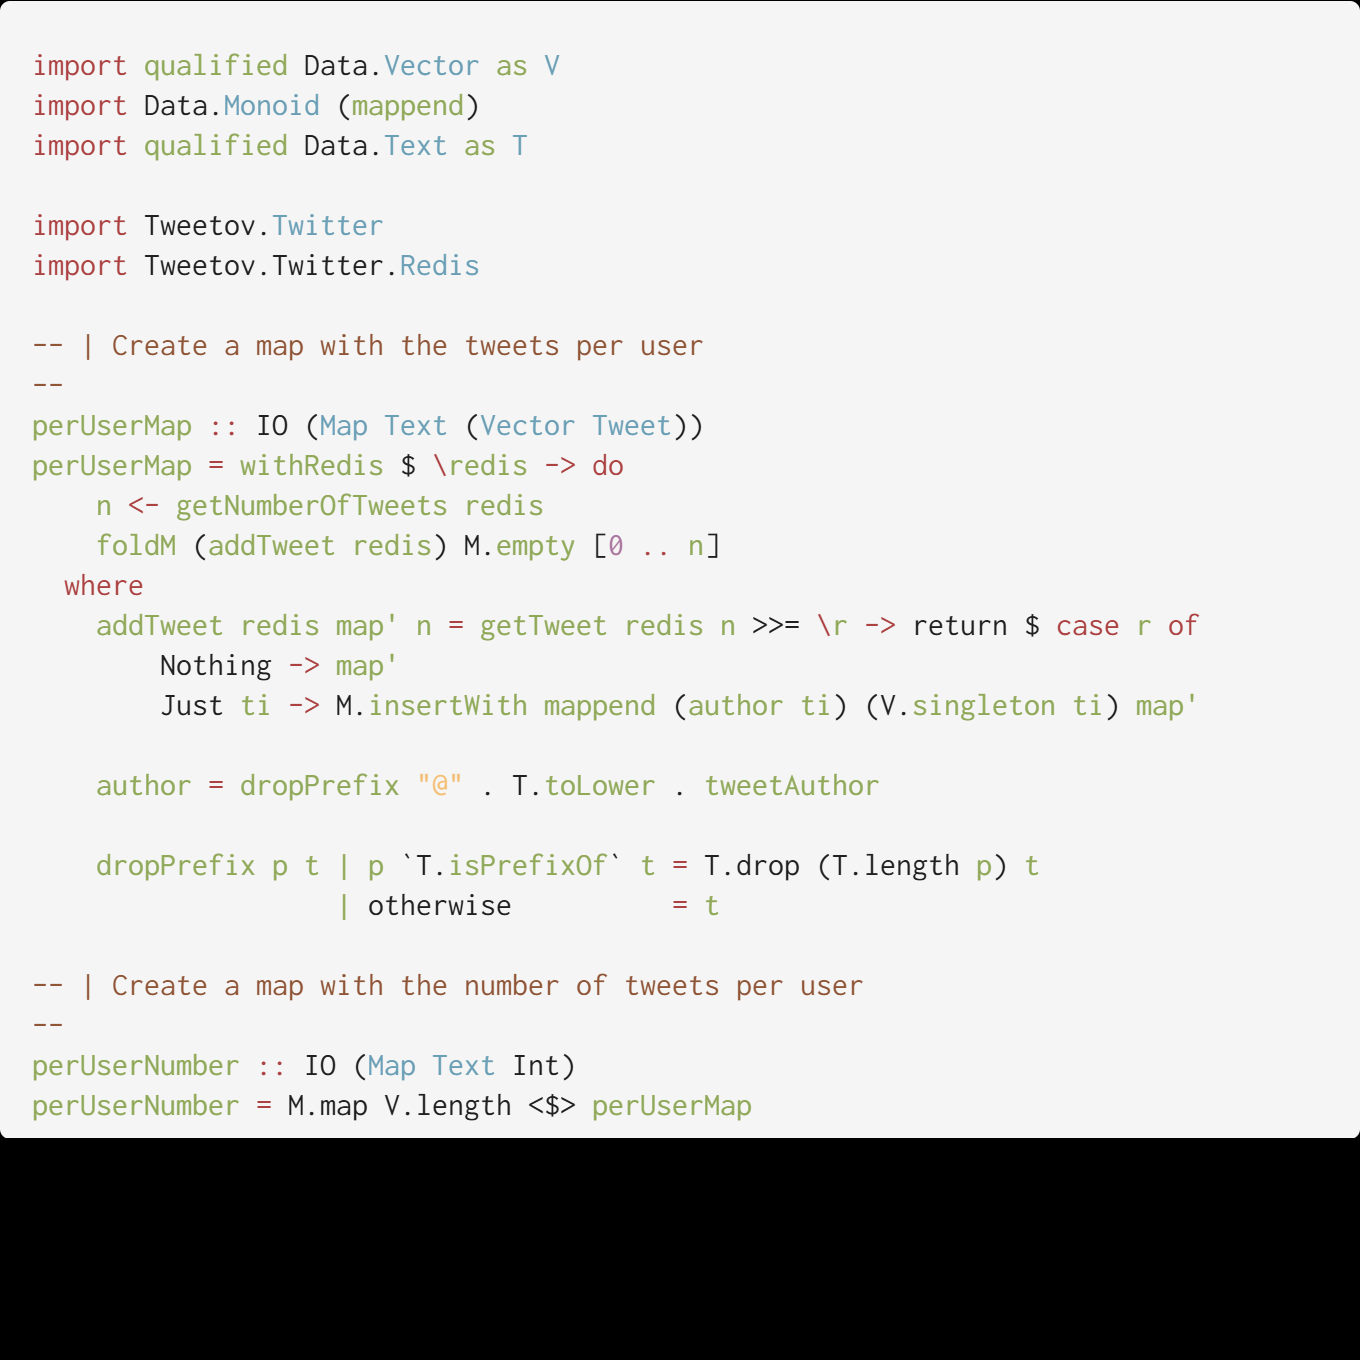 import qualified Data.Vector as V
import Data.Monoid (mappend)
import qualified Data.Text as T
import Tweetov.Twitter
import Tweetov.Twitter.Redis
-- | Create a map with the tweets per user
--
perUserMap :: IO (Map Text (Vector Tweet))
perUserMap = withRedis $ \redis -> do
    n <- getNumberOfTweets redis
    foldM (addTweet redis) M.empty [0 .. n]
  where
    addTweet redis map' n = getTweet redis n >>= \r -> return $ case r of
        Nothing -> map'
        Just ti -> M.insertWith mappend (author ti) (V.singleton ti) map'
    author = dropPrefix "@" . T.toLower . tweetAuthor
    dropPrefix p t | p `T.isPrefixOf` t = T.drop (T.length p) t
                   | otherwise          = t
-- | Create a map with the number of tweets per user
--
perUserNumber :: IO (Map Text Int)
perUserNumber = M.map V.length <$> perUserMap